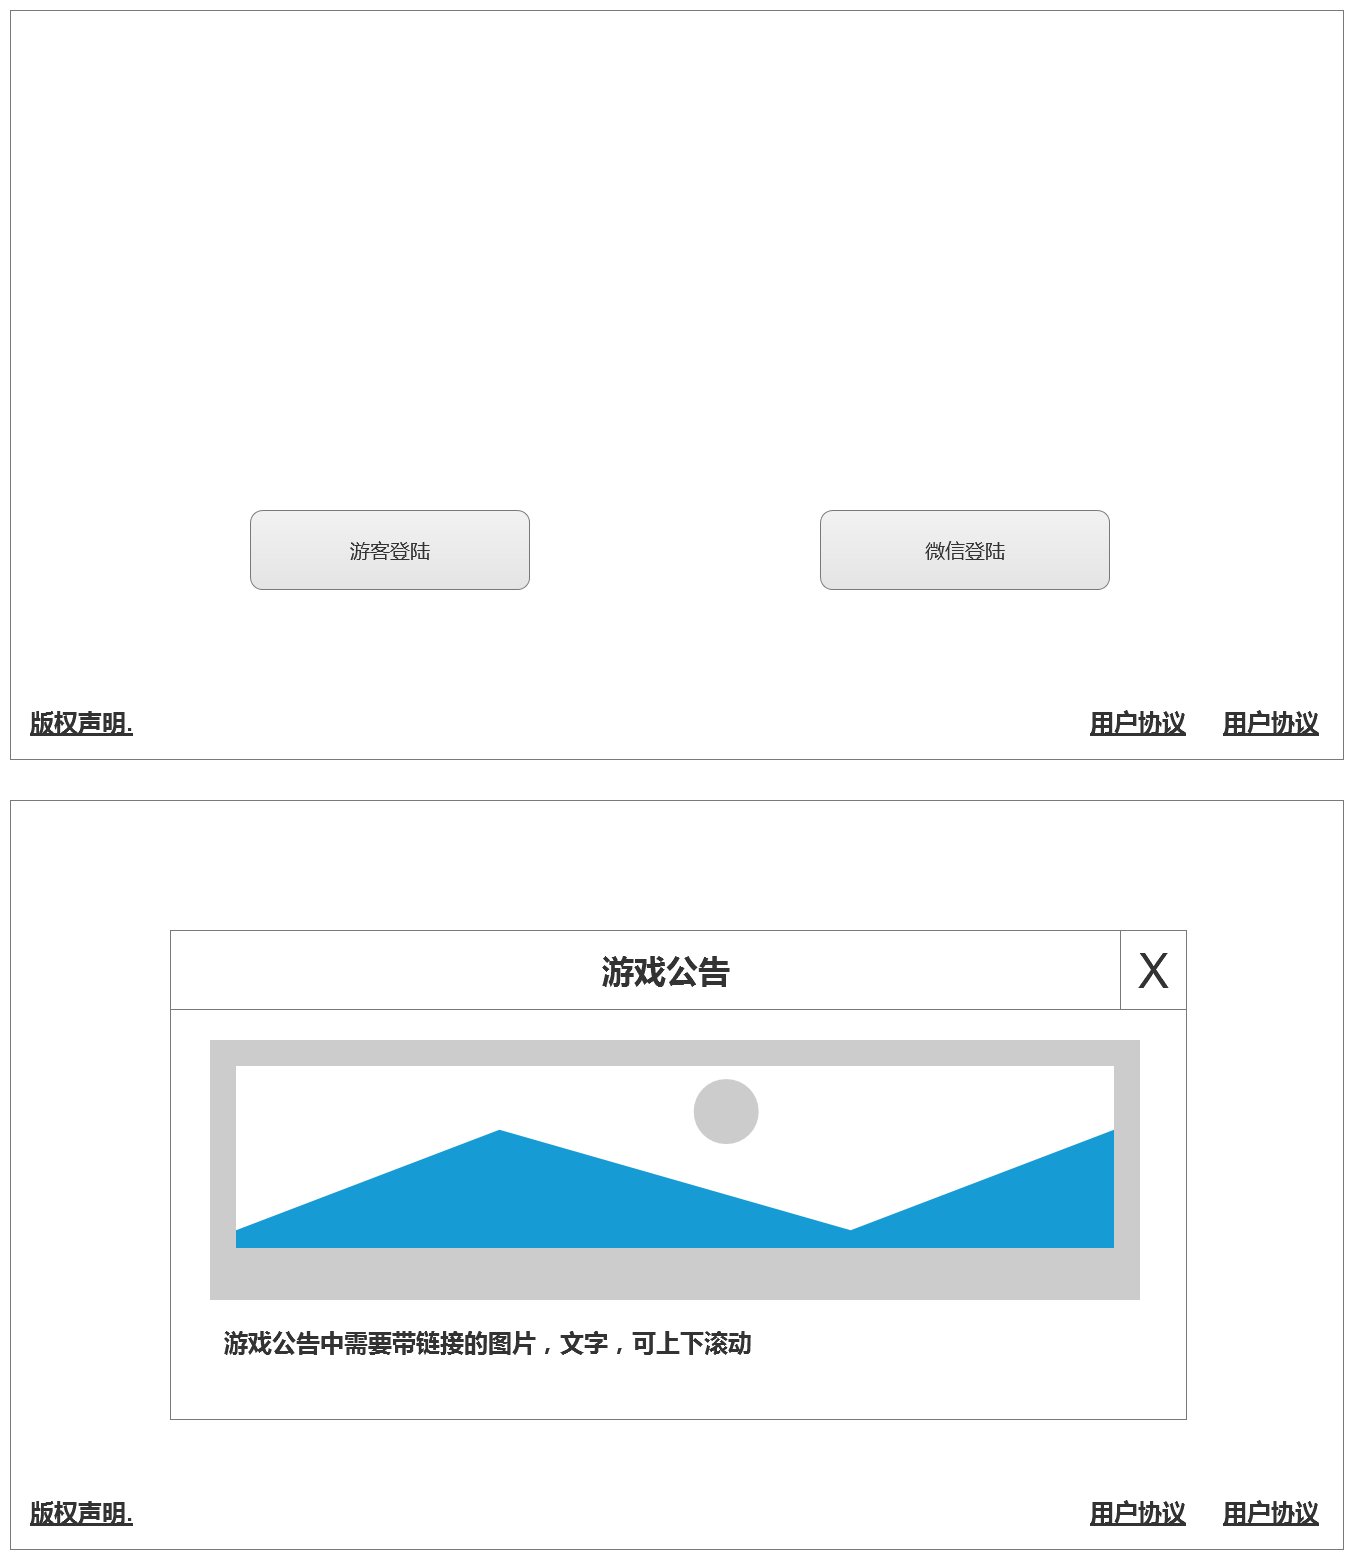 游客登陆
微信登陆
版权声明.
用户协议
用户协议
游戏公告
X
游戏公告中需要带链接的图片，文字，可上下滚动
版权声明.
用户协议
用户协议